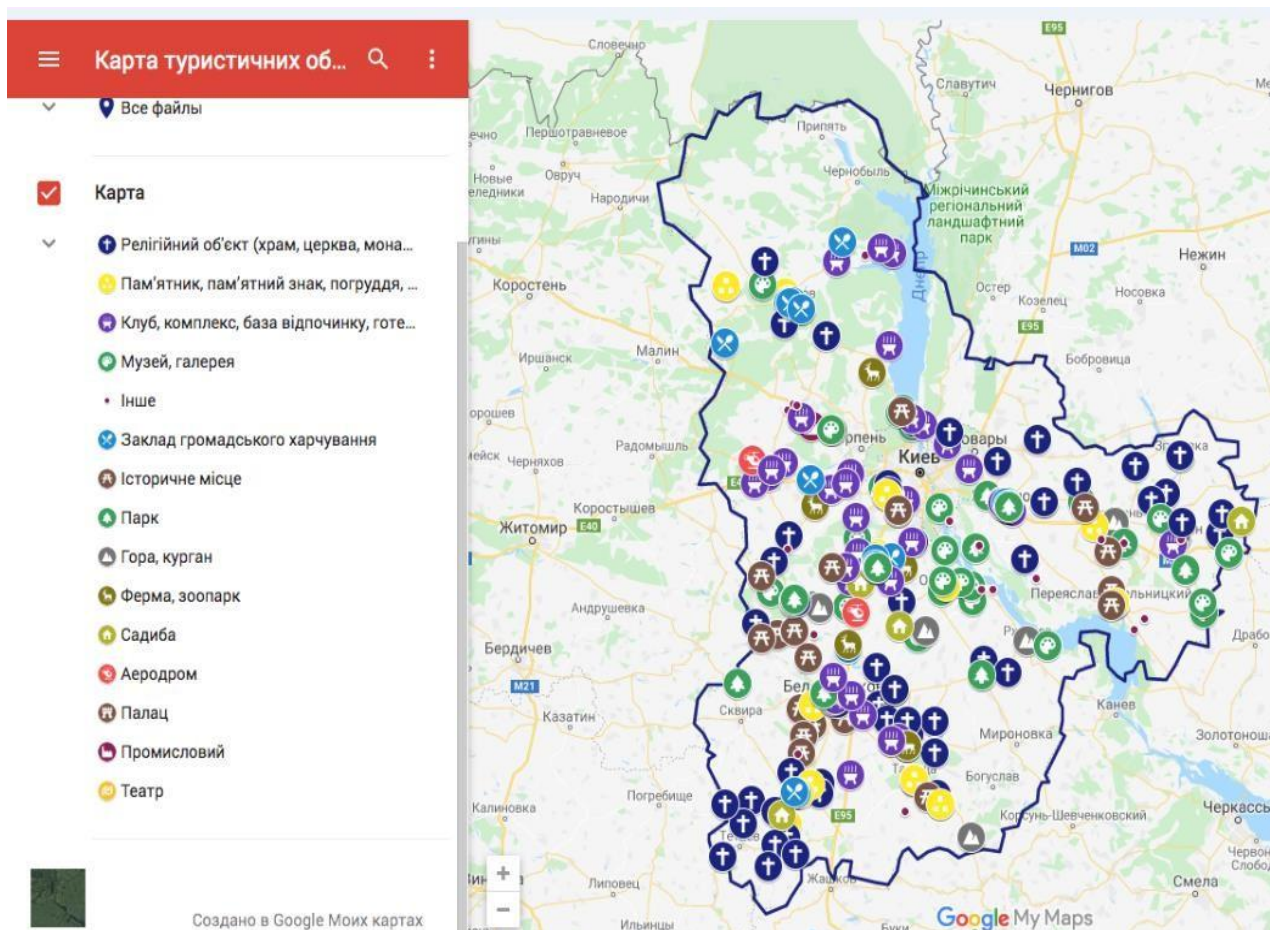 Карта туристичних об...
Все файлы
Карта
Релігійний об'єкт (храм, церква, мона...
Пам'ятник, пам'ятний знак, погруддя, ...
Клуб, комплекс, база відпочинку, готе...
Музей, галерея
Інше
Заклад громадського харчування
Історичне місце
Парк
Гора, курган
Ферма, зоопарк
Садиба
Аеродром
Палац
Промисловий
Театр
Создано в Google Моих картах
Словечно
E95
Славутич
Чернигов
Першотравневое
Припять
Овруч
Новые
Народичи
Чернобыль
Міжрічинський
регіональний
ландшафтний
парк
M02
Нежин
Коростень
Днепр
Остер
Козелец
Носовка
E95
Иршанск
Малин
Бобровица
Радомышль
Черняхов
Киев
Коростышев
Житомир
E40
Андрушевка
Бердичев
M21
Казатин
Сквира
Канев
Мироновка
Золотоноша
Богуслав
Погребище
Калиновка
E95
Корсунь-Шевченковский
Черкассы
Липовец
Жашков
Смела
Ильинцы
Google My Maps